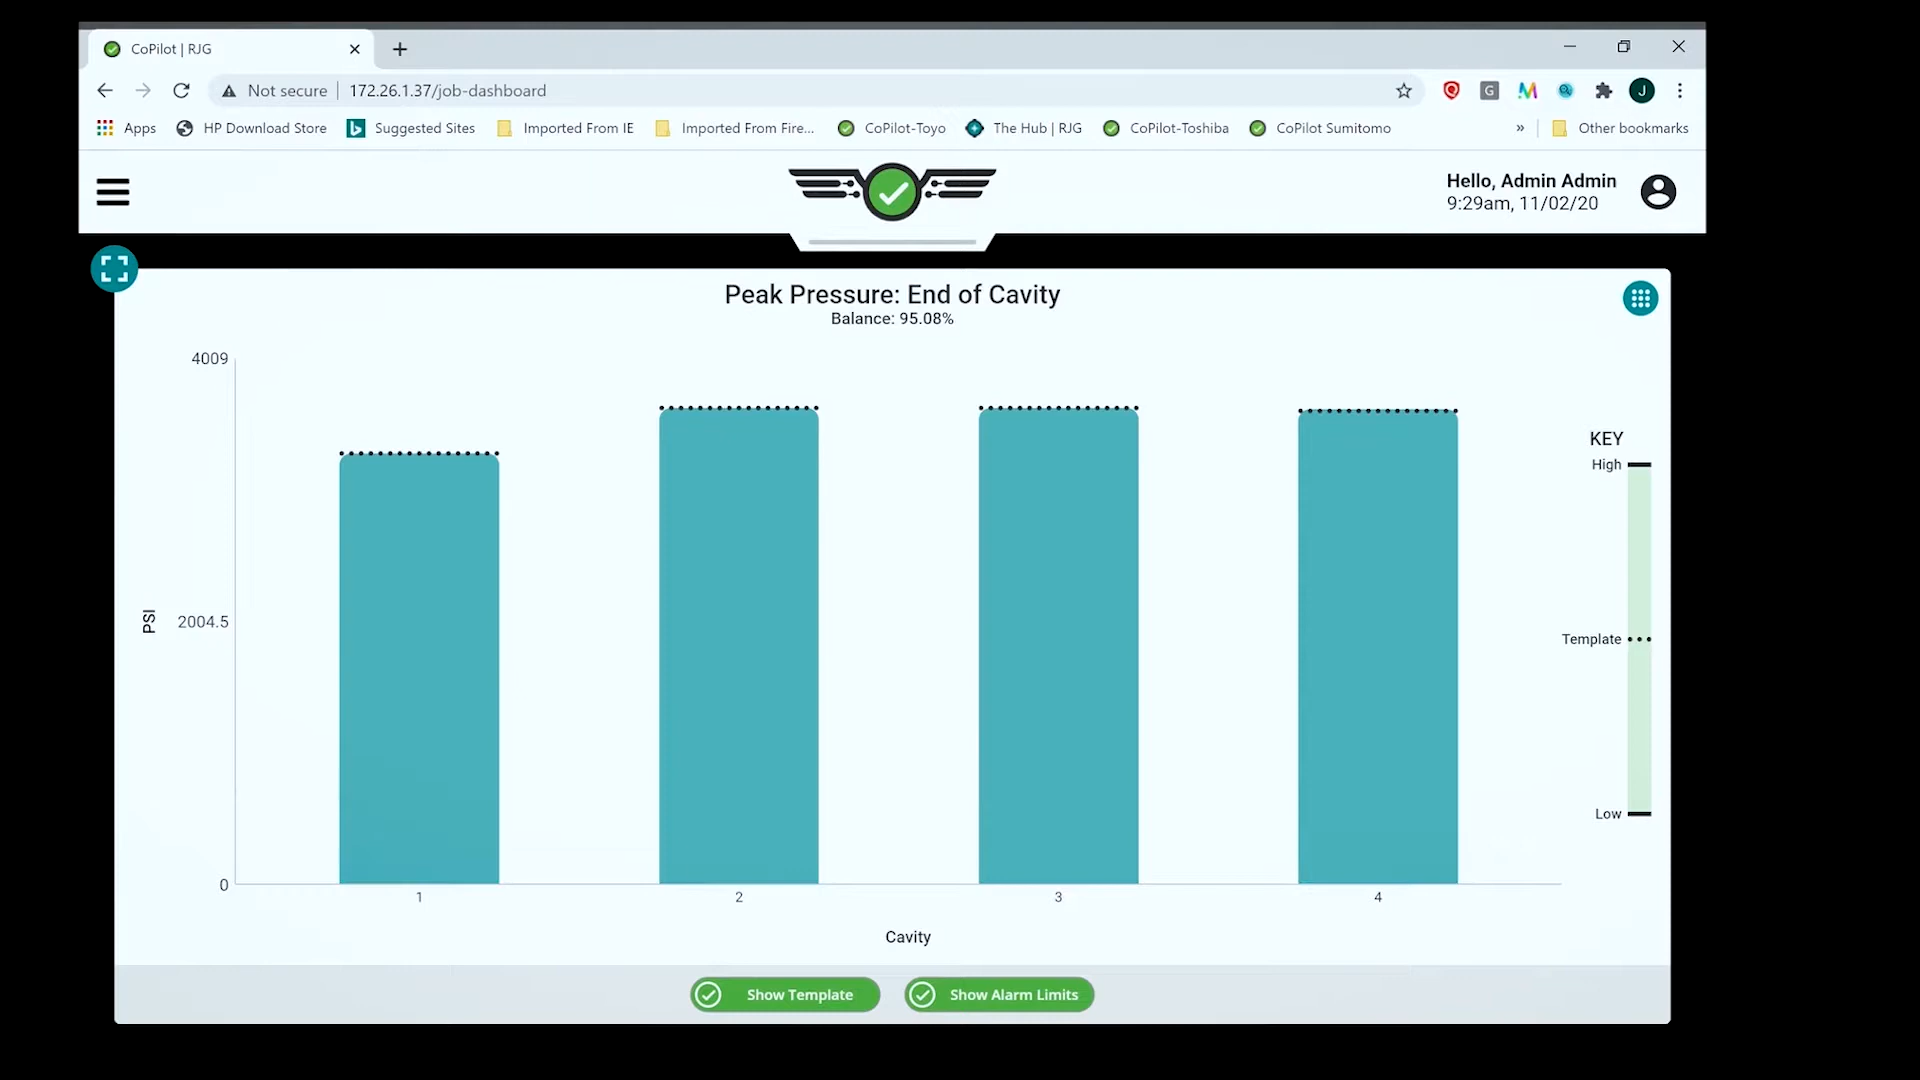 CoPilot | RJG
Not secure
172.26.1.37/job-dashboard
G
J
Apps
HP Download Store
Suggested Sites
Imported From IE
Imported From Fire...
CoPilot-Toyo
The Hub | RJG
CoPilot-Toshiba
CoPilot Sumitomo
»
Other bookmarks
Hello, Admin Admin
9:29am, 11/02/20
Peak Pressure: End of Cavity
Balance: 95.08%
4009
2004.5
0
PSI
1
2
3
4
Cavity
KEY
High
Template
Low
Show Template
Show Alarm Limits